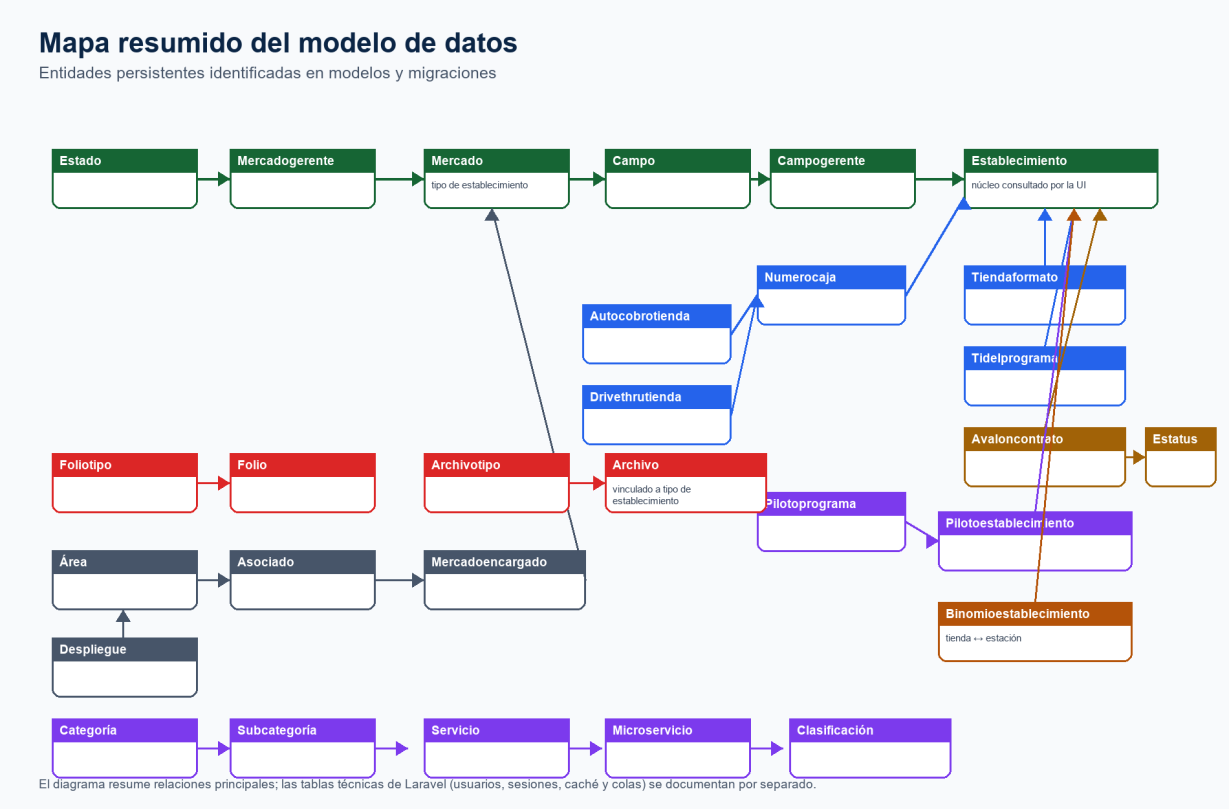 Mapa resumido del modelo de datos
Entidades persistentes identificadas en modelos y migraciones
Estado
Mercadogerente
Mercado
tipo de establecimiento
Campo
Campogerente
Establecimiento
núcleo consultado por la UI
Numerocaja
Tiendaformato
Autocobrotienda
Tidelprograma
Drivethrutienda
Avaloncontrato
Estatus
Foliotipo
Folio
Archivotipo
Archivo
vinculado a tipo de
establecimiento
Pilotoprograma
Pilotoestablecimiento
Área
Asociado
Mercadoencargado
Binomioestablecimiento
tienda ↔ estación
Despliegue
Categoría
Subcategoría
Servicio
Microservicio
Clasificación
El diagrama resume relaciones principales; las tablas técnicas de Laravel (usuarios, sesiones, caché y colas) se documentan por separado.